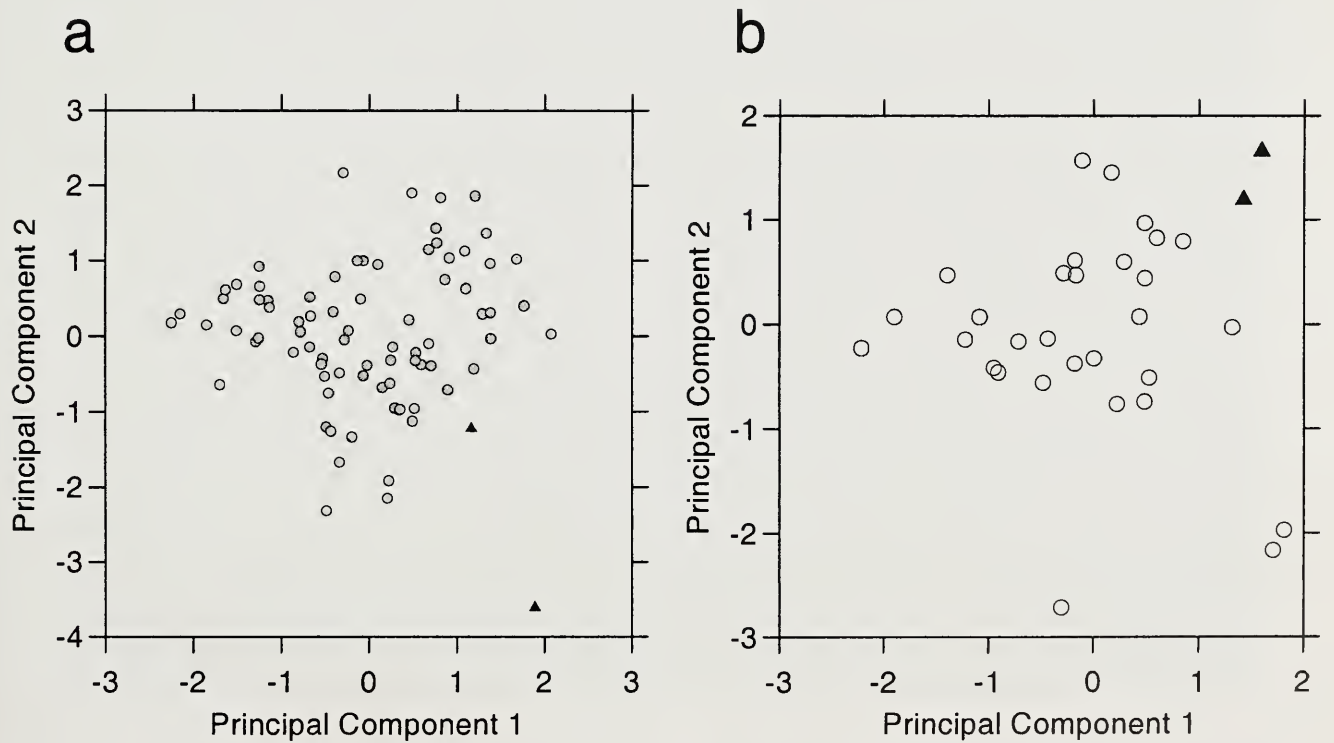 a
3
2
1
0
-1
-2
-3
-4
Principal Component 2
-3 -2 -1 0 1 2 3
Principal Component 1
b
2
1
0
-1
-2
-3
Principal Component 2
-3 -2 -1 0 1 2
Principal Component 1